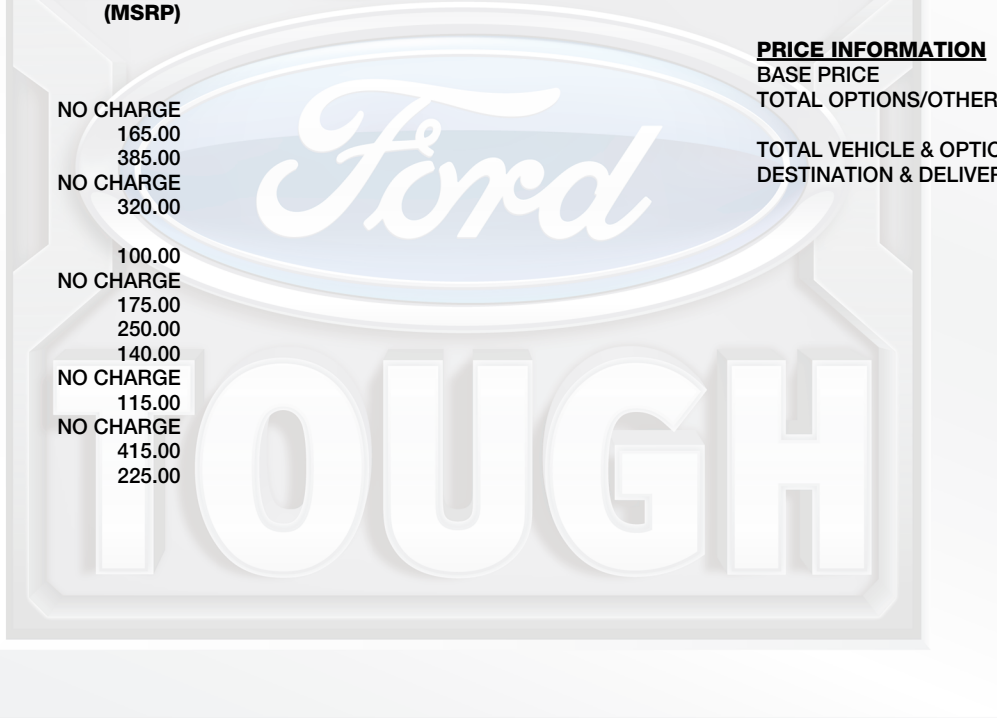 (MSRP)
NO CHARGE
165.00
385.00
NO CHARGE
320.00
100.00
NO CHARGE
175.00
250.00
140.00
NO CHARGE
115.00
NO CHARGE
415.00
225.00
PRICE INFORMATION
BASE PRICE
TOTAL OPTIONS/OTHER
TOTAL VEHICLE & OPTIO
DESTINATION & DELIVER
Ford
TOUGH